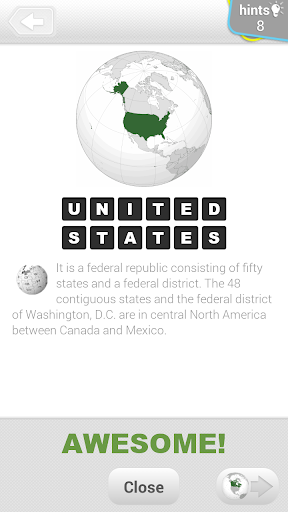 hints
8
UNITED
STATES
It is a federal republic consisting of fifty
states and a federal district. The 48
contiguous states and the federal district
of Washington, D.C. are in central North America
between Canada and Mexico.
AWESOME!
Close